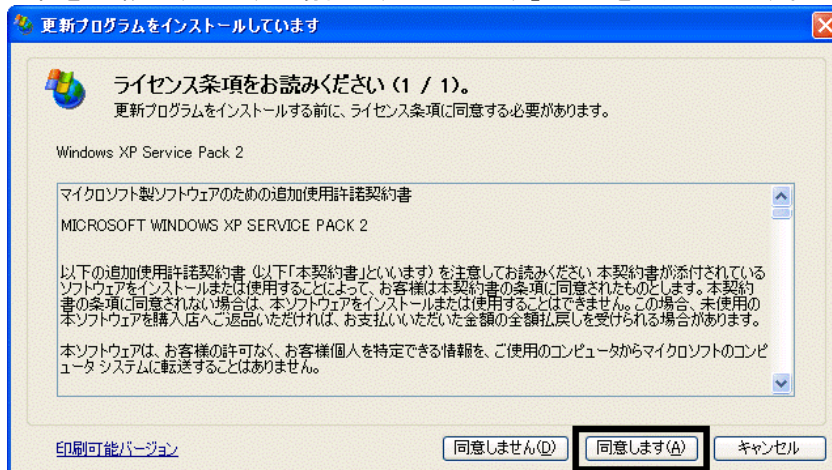 更新プログラムをインストールしています
ライセンス条項をお読みください (1 / 1)。
更新プログラムをインストールする前に、ライセンス条項に同意する必要があります。
Windows XP Service Pack 2
マイクロソフト製ソフトウェアのための追加使用許諾契約書
MICROSOFT WINDOWS XP SERVICE PACK 2
以下の追加使用許諾契約書 (以下「本契約書」といいます) を注意してお読みください 本契約書が添付されている
ソフトウェアをインストールまたは使用することによって、お客様は本契約書の条項に同意されたものとします。本契約
書の条項に同意されない場合は、本ソフトウェアをインストールまたは使用することはできません。この場合、未使用の
本ソフトウェアを購入店へご返品いただければ、お支払いいただいた金額の全額払戻しを受けられる場合があります。
本ソフトウェアは、お客様の許可なく、お客様個人を特定できる情報を、ご使用のコンピュータからマイクロソフトのコンピ
ュータ システムに転送することはありません。
印刷可能バージョン
同意しません(D)
同意します(A)
キャンセル